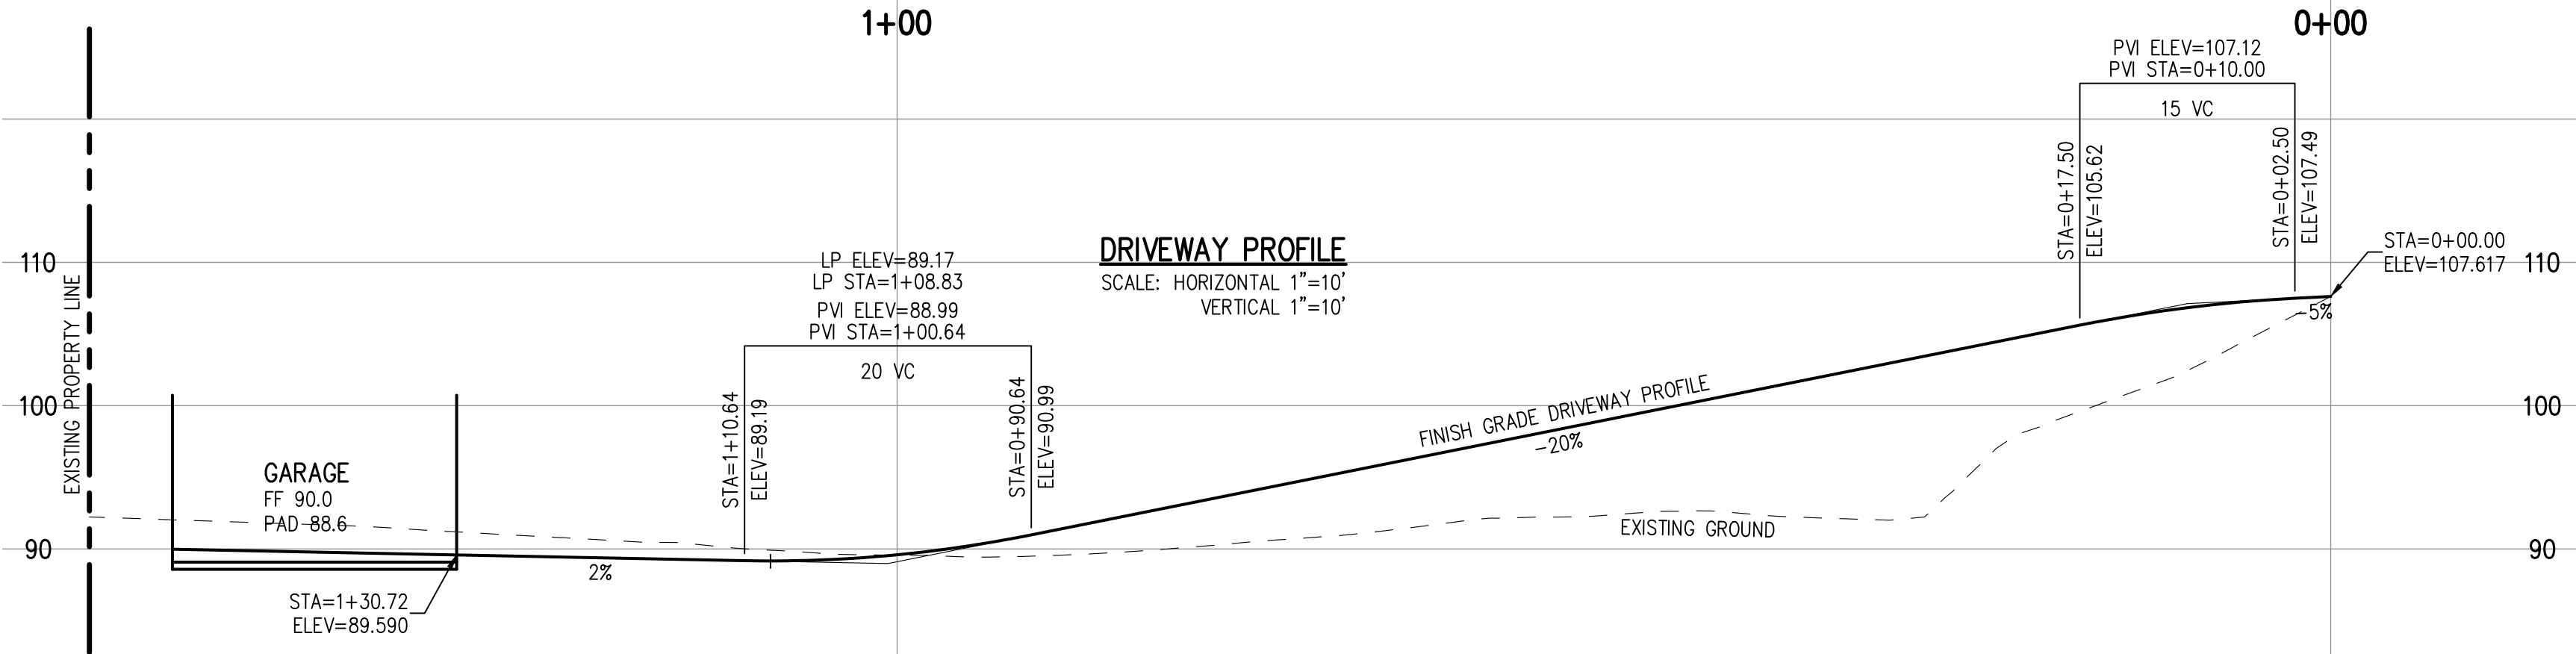 1+00
0+00
PVI ELEV=107.12
PVI STA=0+10.00
15 VC
STA=0+17.50
ELEV=105.62
STA=0+02.50
ELEV=107.49
STA=0+00.00
ELEV=107.617
110
110
-5%
LP ELEV=89.17
LP STA=1+08.83
PVI ELEV=88.99
PVI STA=1+00.64
20 VC
STA=1+10.64
ELEV=89.19
STA=0+90.64
ELEV=90.99
DRIVEWAY PROFILE
SCALE: HORIZONTAL 1"=10'
VERTICAL 1"=10'
EXISTING PROPERTY LINE
100
100
FINISH GRADE DRIVEWAY PROFILE
-20%
GARAGE
FF 90.0
PAD 88.6
EXISTING GROUND
90
90
2%
STA=1+30.72
ELEV=89.590